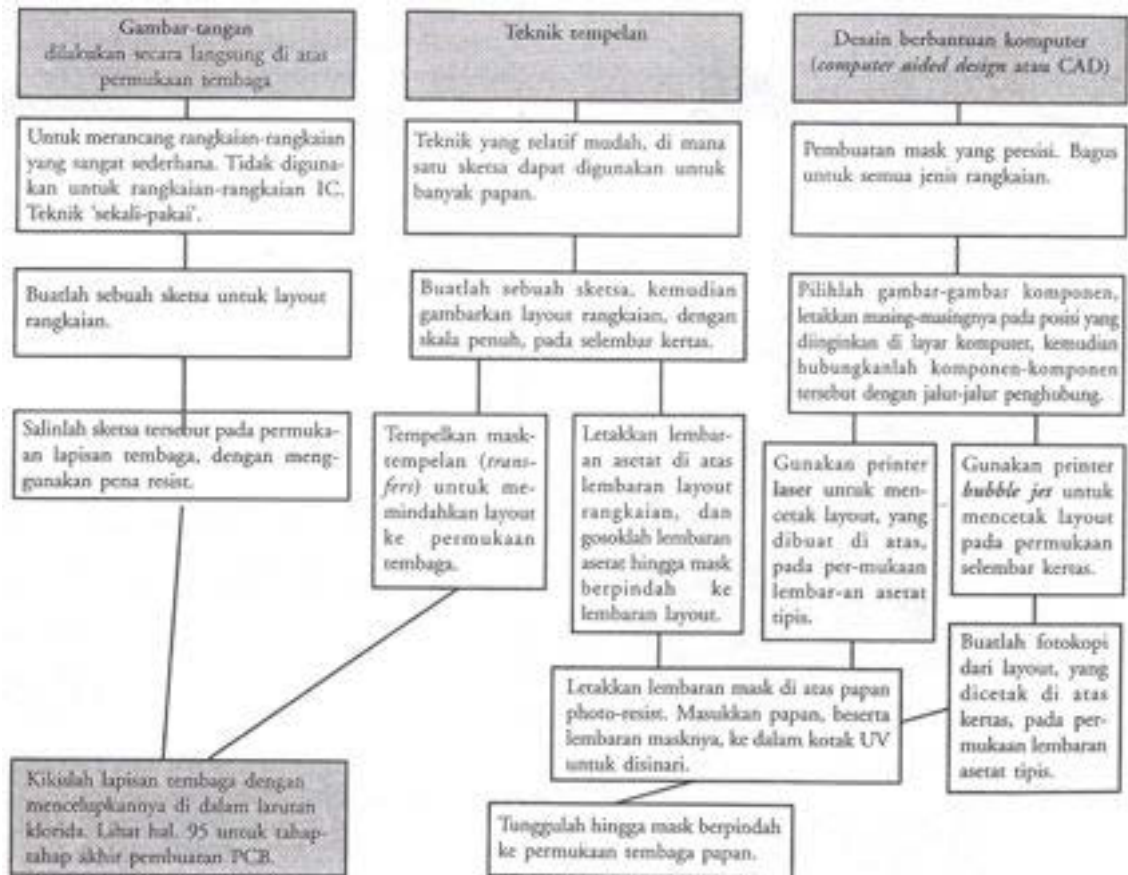 Gambar-tangan
dilakukan secara langsung di atas
permukaan tembaga
Untuk merancang rangkaian-rangkaian
yang sangat sederhana. Tidak diguna-
kan untuk rangkaian-rangkaian IC.
Teknik 'sekali-pakai'.
Buatlah sebuah sketsa untuk layout
rangkaian.
Salinlah sketsa tersebut pada permuka-
an lapisan tembaga, dengan meng-
gunakan pena resist.
Teknik tempelan
Teknik yang relatif mudah, di mana
satu sketsa dapat digunakan untuk
banyak papan.
Buatlah sebuah sketsa, kemudian
gambarkan layout rangkaian, dengan
skala penuh, pada selembar kertas.
Tempelkan mask-
tempelan (trans-
fers) untuk me-
mindahkan layout
ke permukaan
tembaga.
Letakkan lembar-
an asetat di atas
lembaran layout
rangkaian, dan
gosoklah lembaran
asetat hingga mask
berpindah ke
lembaran layout.
Desain berbantuan komputer
(computer aided design atau CAD)
Pembuatan mask yang presisi. Bagus
untuk semua jenis rangkaian.
Pilihlah gambar-gambar komponen,
letakkan masing-masingnya pada posisi yang
diinginkan di layar komputer, kemudian
hubungkanlah komponen-komponen
tersebut dengan jalur-jalur penghubung.
Gunakan printer
laser untuk men-
cetak layout, yang
dibuat di atas,
pada per-mukaan
lembar-an asetat
tipis.
Gunakan printer
bubble jet untuk
mencetak layout
pada permukaan
selembar kertas.
Buatlah fotokopi
dari layout, yang
dicetak di atas
kertas, pada per-
mukaan lembaran
asetat tipis.
Letakkan lembaran mask di atas papan
photo-resist. Masukkan papan, beserta
lembaran masknya, ke dalam kotak UV
untuk disinari.
Tunggulah hingga mask berpindah
ke permukaan tembaga papan.
Kikislah lapisan tembaga dengan
mencelupkannya di dalam larutan
klorida. Lihat hal. 95 untuk tahap-
tahap akhir pembuatan PCB.